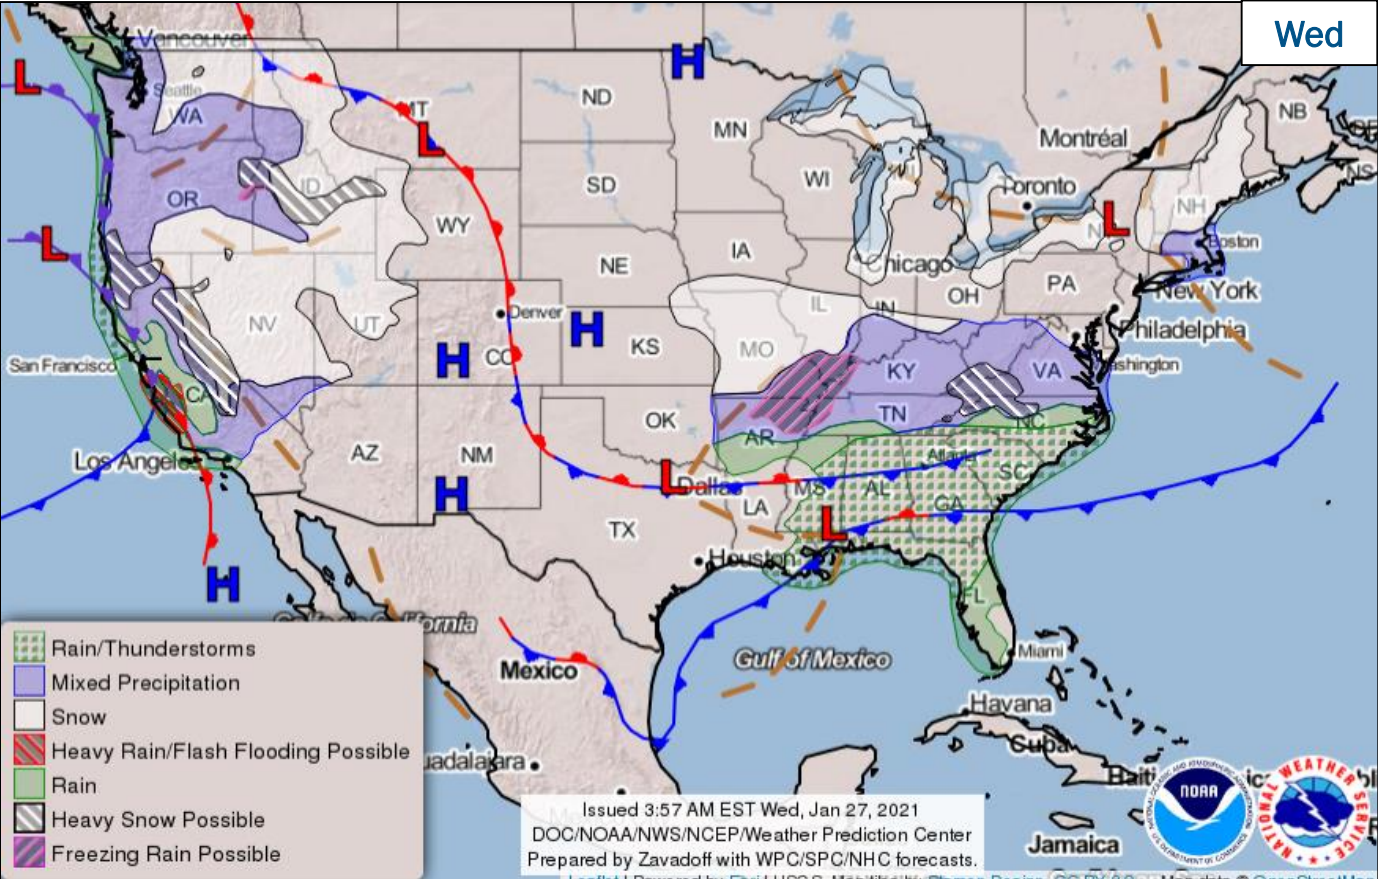 Wed
Vancouver
Seattle
WA
MT
ND
MN
Montréal
NB
NS
OR
ID
SD
WI
Toronto
NH
WY
IA
Boston
NE
Chicago
OH
PA
New York
NV
UT
Denver
IL
IN
Philadelphia
San Francisco
CO
KS
MO
KY
VA
CA
OK
AR
TN
NC
Los Angeles
AZ
NM
Dallas
MS
AL
Atlanta
SC
LA
GA
TX
Houston
FL
Mexico
Gulf of Mexico
Miami
Havana
Cuba
Haiti
Jamaica
H
H
H
H
H
L
L
L
L
L
L
Rain/Thunderstorms
Mixed Precipitation
Snow
Heavy Rain/Flash Flooding Possible
Rain
Heavy Snow Possible
Freezing Rain Possible
Issued 3:57 AM EST Wed, Jan 27, 2021
DOC/NOAA/NWS/NCEP/Weather Prediction Center
Prepared by Zavadoff with WPC/SPC/NHC forecasts.
NOAA
NATIONAL WEATHER SERVICE